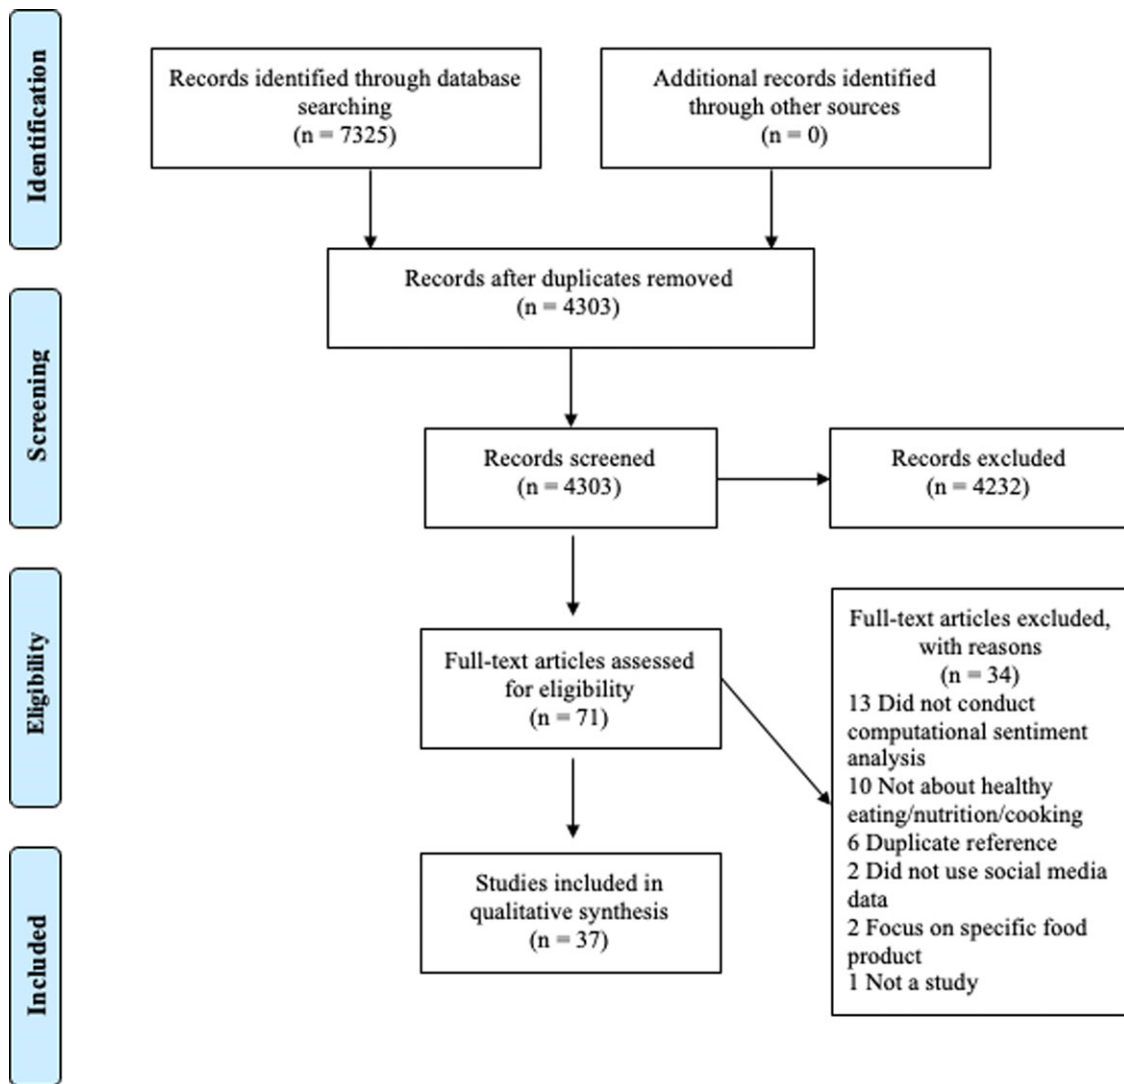 Identification
Records identified through database
searching
(n = 7325)
Additional records identified
through other sources
(n = 0)
Records after duplicates removed
(n = 4303)
Screening
Records screened
(n = 4303)
Records excluded
(n = 4232)
Eligibility
Full-text articles assessed
for eligibility
(n = 71)
Full-text articles excluded,
with reasons
(n = 34)
13 Did not conduct
computational sentiment
analysis
10 Not about healthy
eating/nutrition/cooking
6 Duplicate reference
2 Did not use social media
data
2 Focus on specific food
product
1 Not a study
Included
Studies included in
qualitative synthesis
(n = 37)